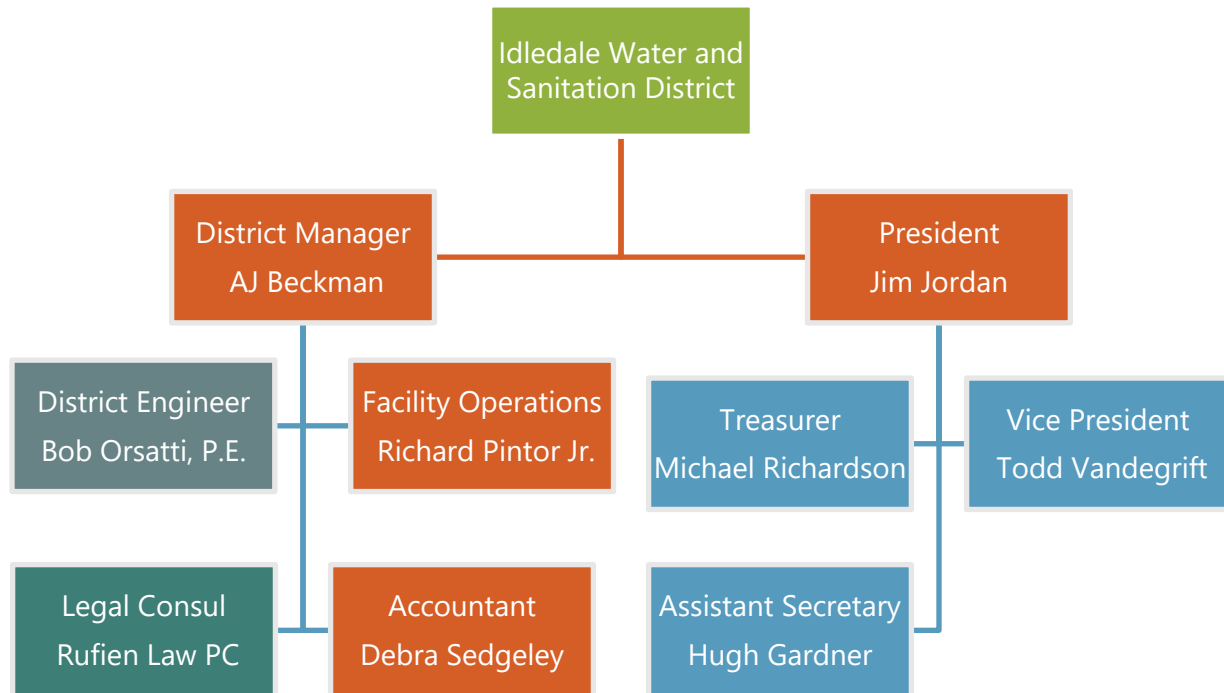 Idledale Water and
Sanitation District
District Manager
AJ Beckman
President
Jim Jordan
District Engineer
Bob Orsatti, P.E.
Facility Operations
Richard Pintor Jr.
Treasurer
Michael Richardson
Vice President
Todd Vandegrift
Legal Consul
Rufien Law PC
Accountant
Debra Sedgeley
Assistant Secretary
Hugh Gardner